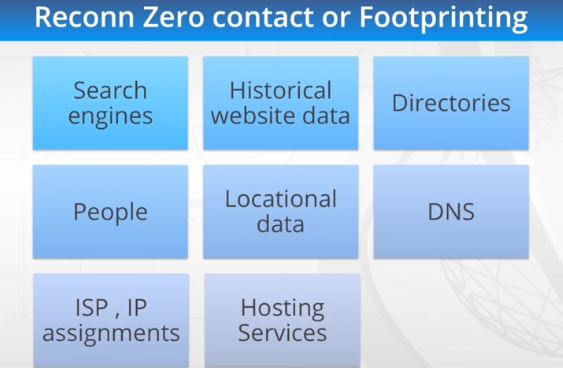 Reconn Zero contact or Footprinting
Search
engines
Historical
website data
Directories
People
Locational
data
DNS
ISP , IP
assignments
Hosting
Services